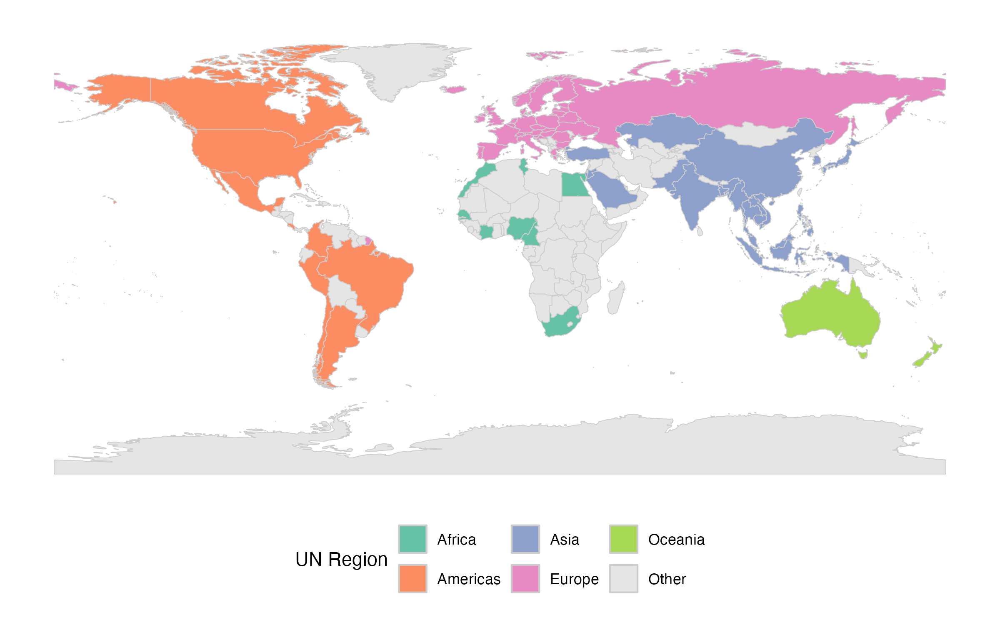 UN Region
Africa
Americas
Asia
Europe
Oceania
Other